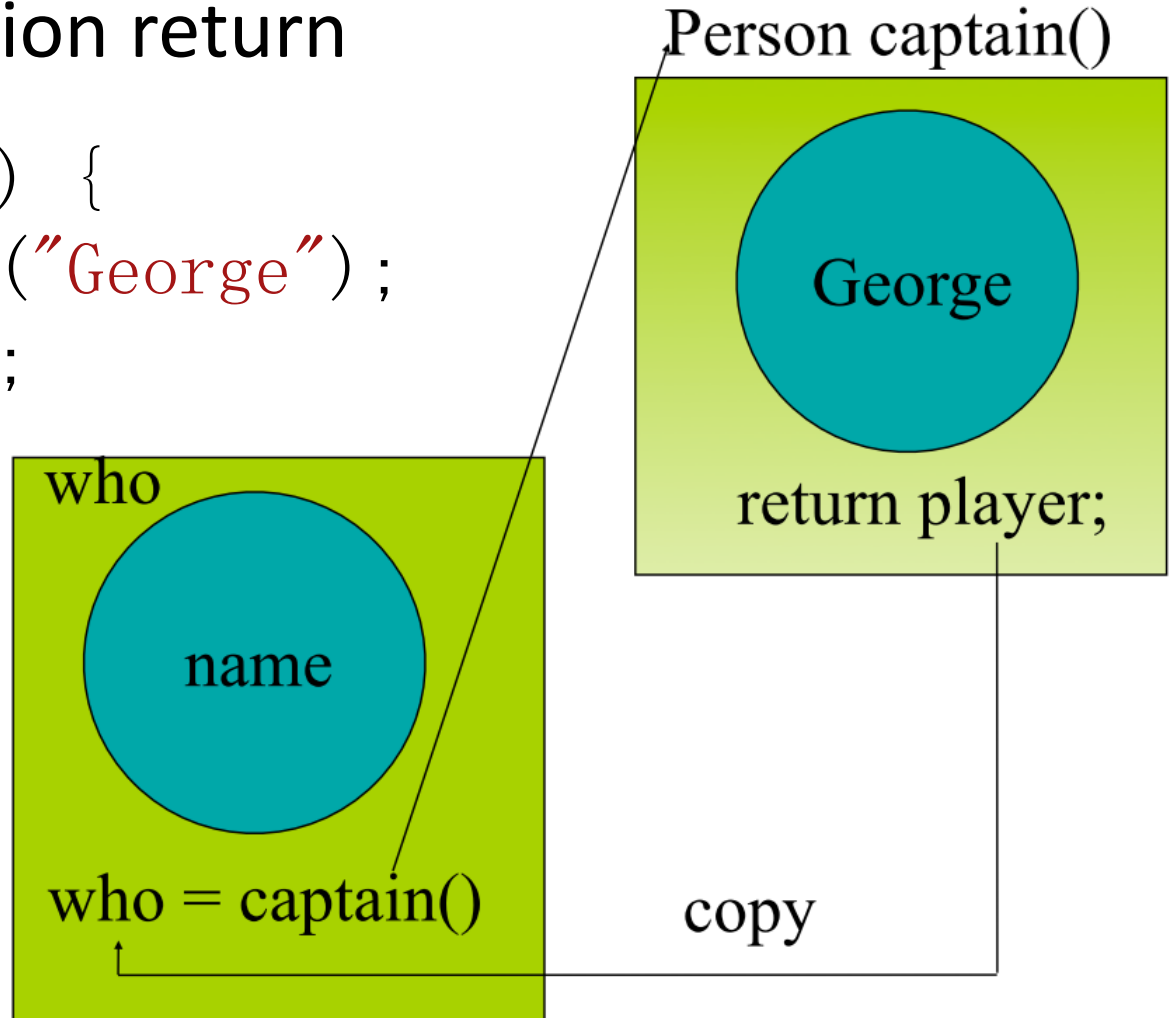 ion return
) {
("George");
;
Person captain()
George
return player;
who
name
who = captain()
copy